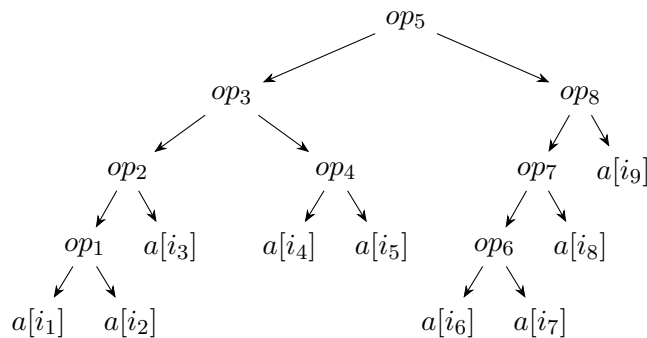 op₅
op₃ op₈
op₂ op₄ op₇ a[i₉]
op₁ a[i₃] a[i₄] a[i₅] op₆ a[i₈]
a[i₁] a[i₂] a[i₆] a[i₇]